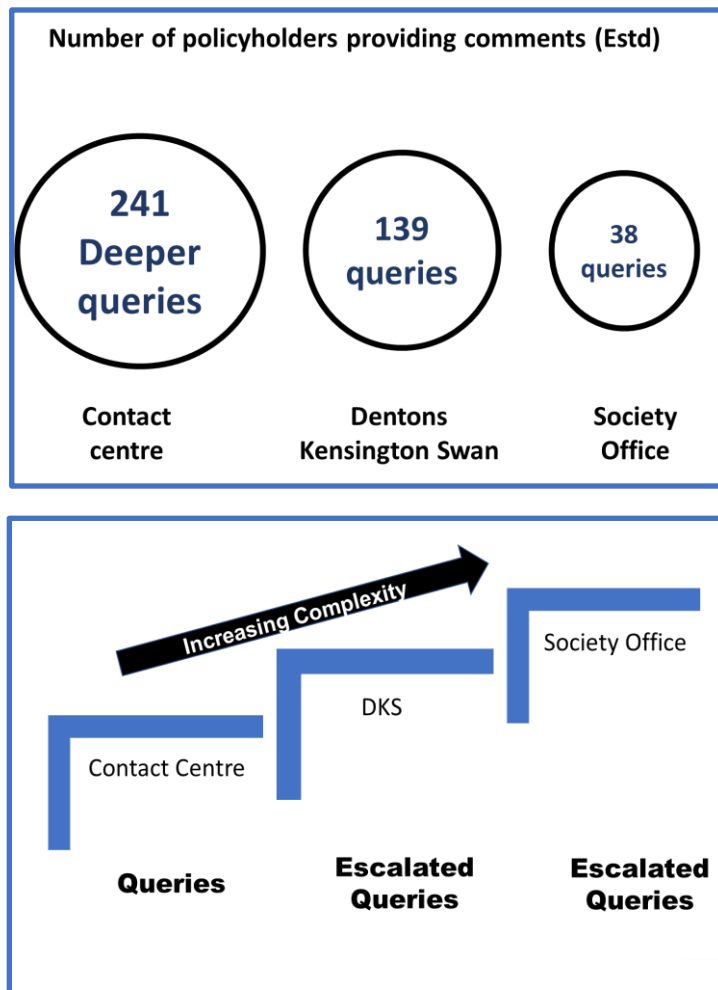 Number of policyholders providing comments (Estd)
241
Deeper
queries
139
queries
38
queries
Contact
centre
Dentons
Kensington Swan
Society
Office
Increasing Complexity
Society Office
DKS
Contact Centre
Queries
Escalated
Queries
Escalated
Queries